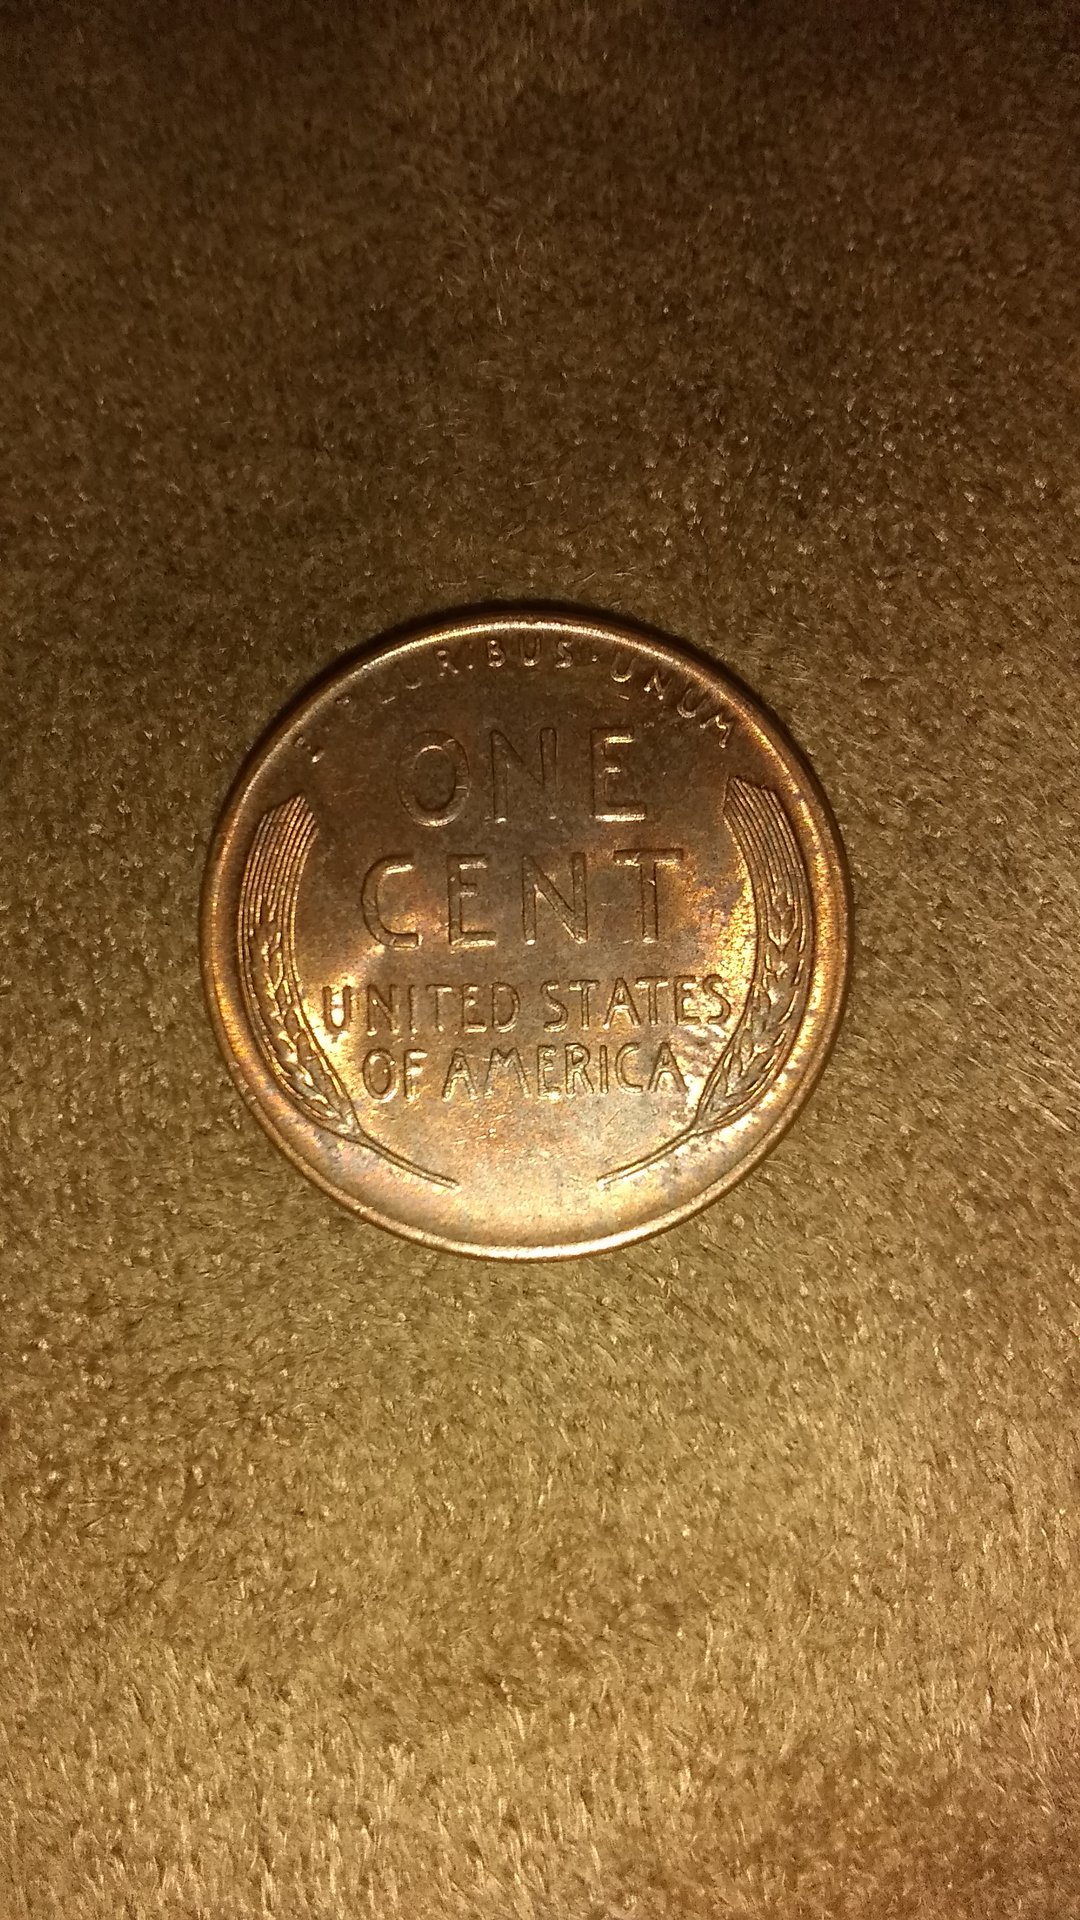 E PLURIBUS · UNUM
ONE
CENT
UNITED STATES
OF AMERICA